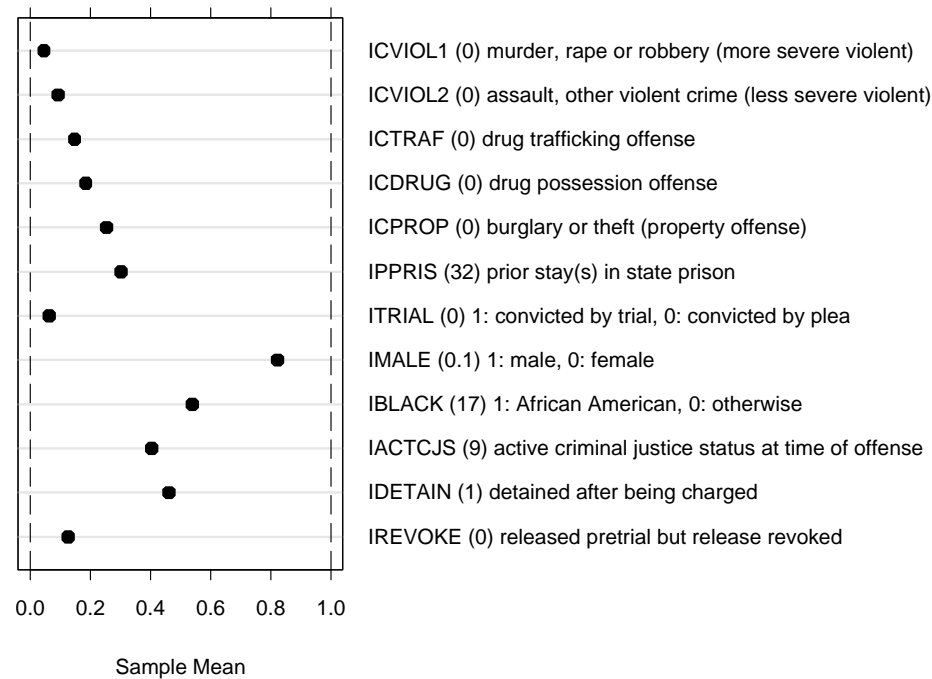 ICVIOL1 (0) murder, rape or robbery (more severe violent)
ICVIOL2 (0) assault, other violent crime (less severe violent)
ICTRAF (0) drug trafficking offense
ICDRUG (0) drug possession offense
ICPROP (0) burglary or theft (property offense)
IPPRIS (32) prior stay(s) in state prison
ITRIAL (0) 1: convicted by trial, 0: convicted by plea
IMALE (0.1) 1: male, 0: female
IBLACK (17) 1: African American, 0: otherwise
IACTCJS (9) active criminal justice status at time of offense
IDETAIN (1) detained after being charged
IREVOKE (0) released pretrial but release revoked
0.0 0.2 0.4 0.6 0.8 1.0
Sample Mean